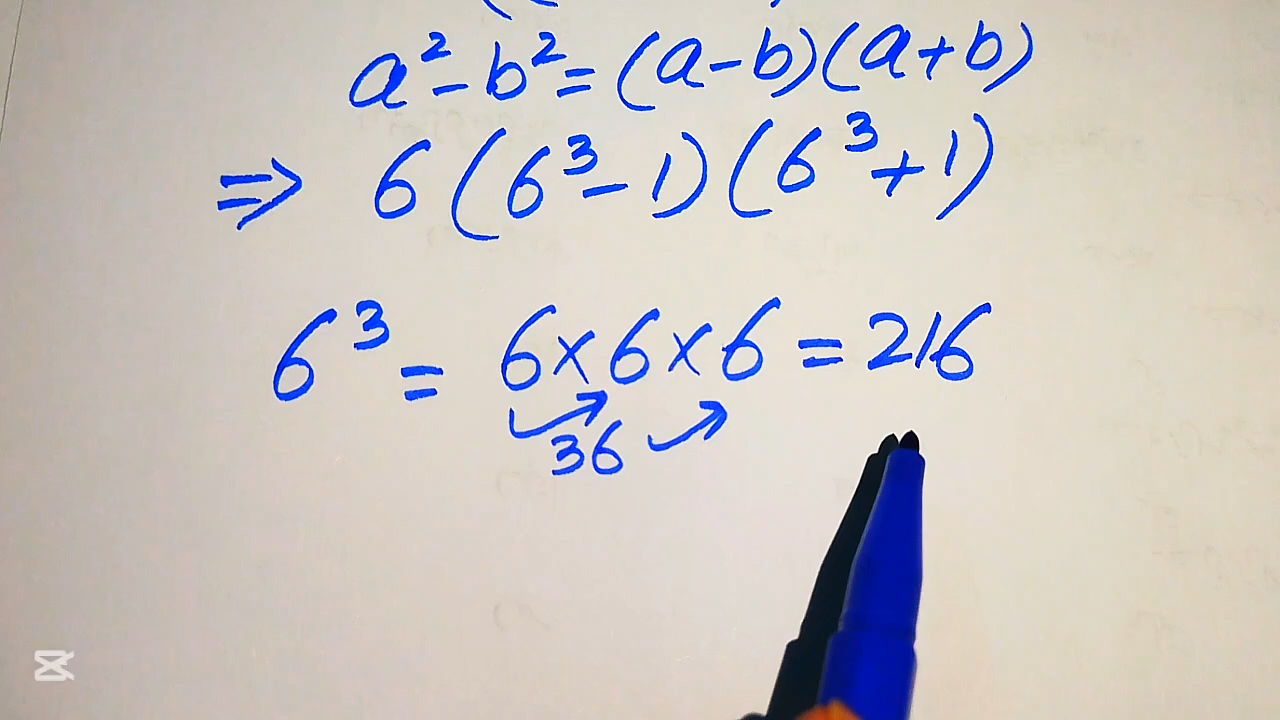 a² - b² = (a-b)(a+b)
⇒ 6(6³-1)(6³+1)
6³ = 6×6×6 = 216
36